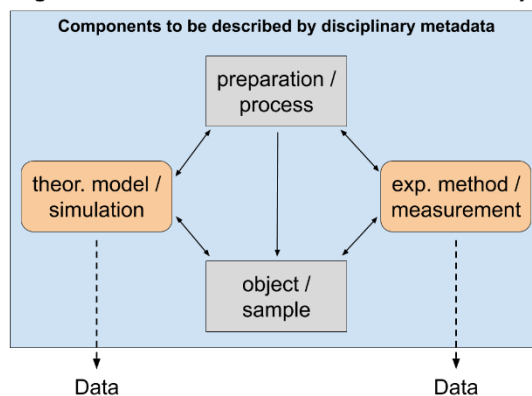 Components to be described by disciplinary metadata
preparation /
process
theor. model /
simulation
exp. method /
measurement
object /
sample
Data
Data